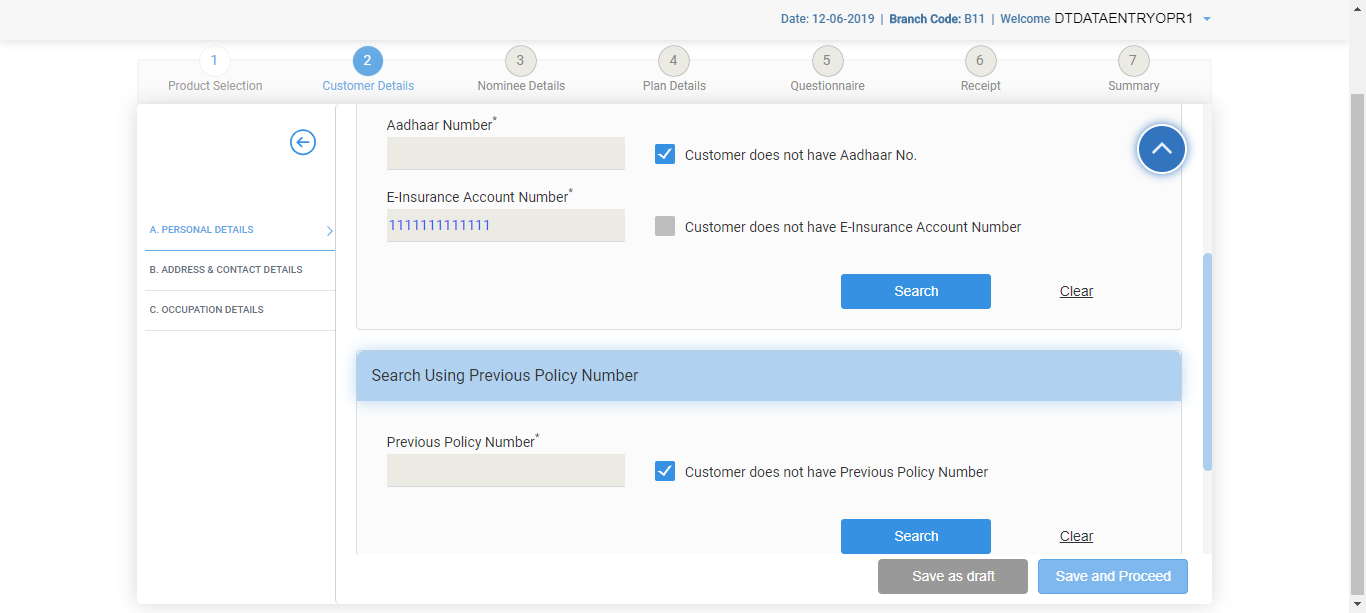 Date: 12-06-2019 | Branch Code: B11 | Welcome DTDATAENTRYOPR1
1 2 3 4 5 6 7
Product Selection Customer Details Nominee Details Plan Details Questionnaire Receipt Summary
A. PERSONAL DETAILS
B. ADDRESS & CONTACT DETAILS
C. OCCUPATION DETAILS
Aadhaar Number*
Customer does not have Aadhaar No.
E-Insurance Account Number*
1111111111111 Customer does not have E-Insurance Account Number
Search Clear
Search Using Previous Policy Number
Previous Policy Number*
Customer does not have Previous Policy Number
Search Clear
Save as draft Save and Proceed